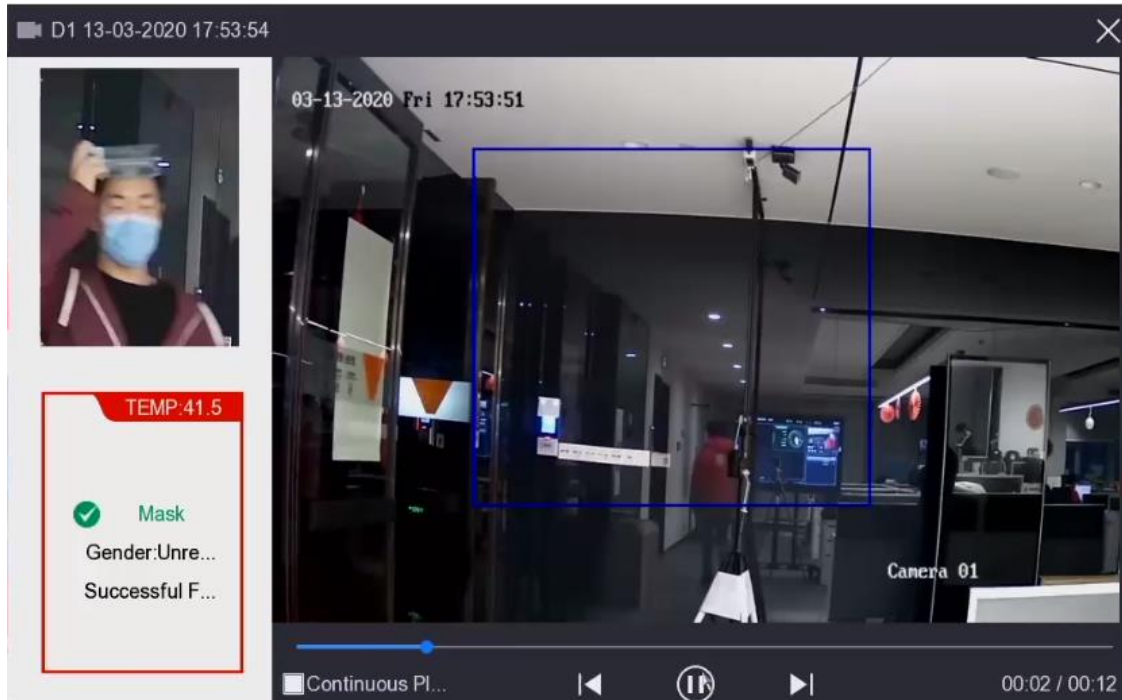 D1 13-03-2020 17:53:54
03-13-2020 Fri 17:53:51
TEMP:41.5
Mask
Gender:Unre...
Successful F...
Camera 01
Continuous Pl...
00:02 / 00:12